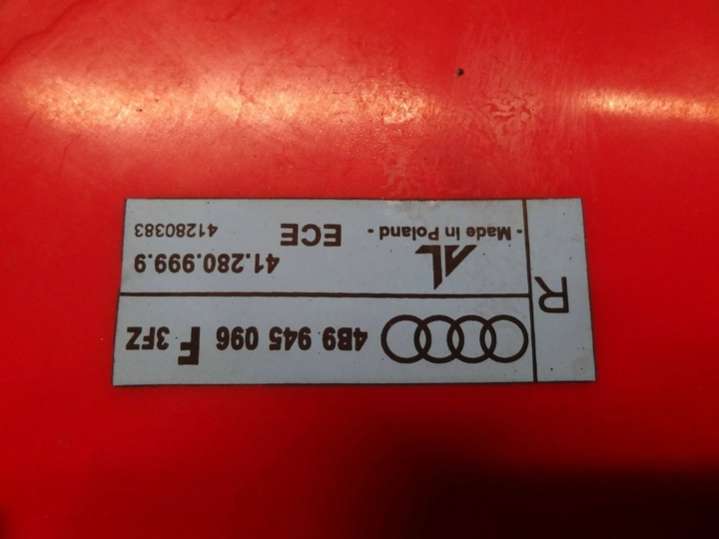 R
4B9 945 096 F 3FZ
AL 41.280.999.9
- Made in Poland - ECE 41280383